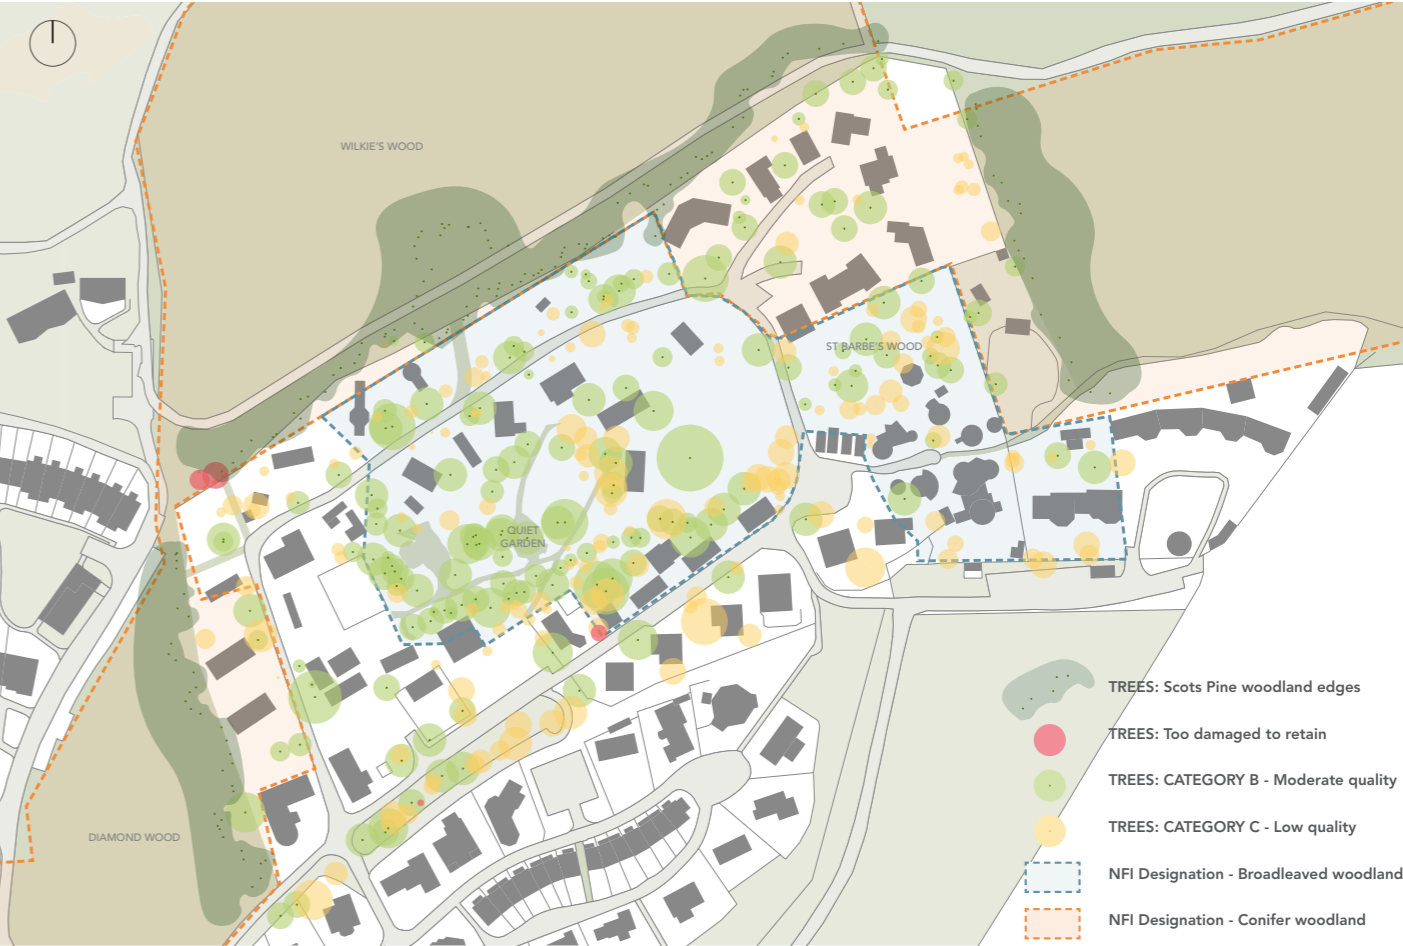 WILKIE'S WOOD
ST BARBE'S WOOD
QUIET
GARDEN
DIAMOND WOOD
TREES: Scots Pine woodland edges
TREES: Too damaged to retain
TREES: CATEGORY B - Moderate quality
TREES: CATEGORY C - Low quality
NFI Designation - Broadleaved woodland
NFI Designation - Conifer woodland